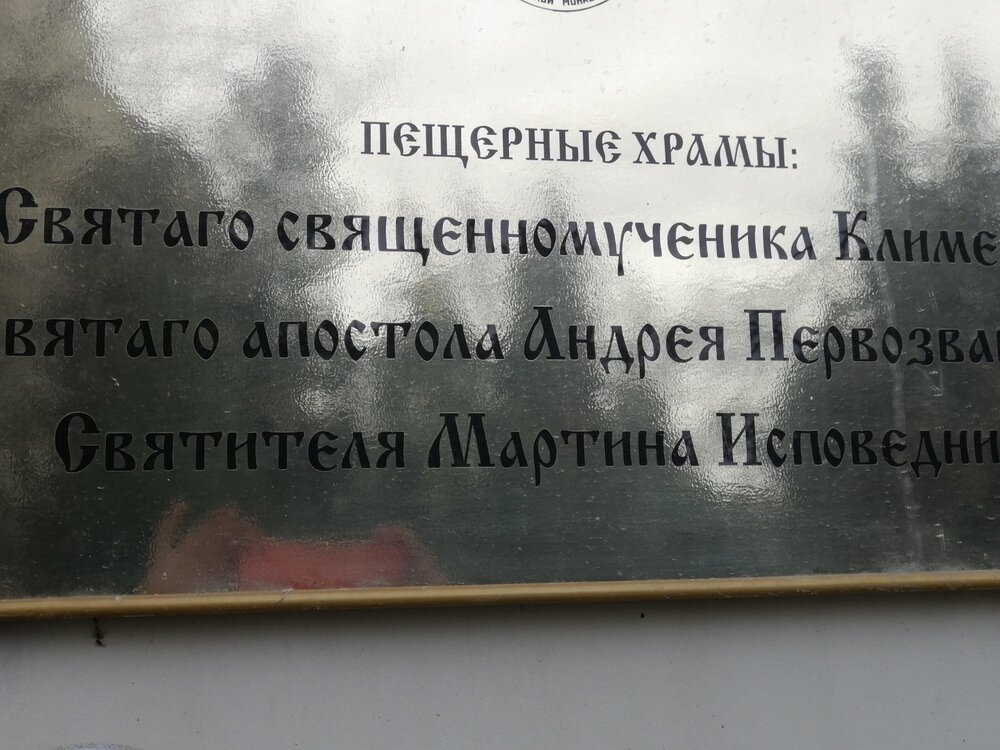 ПЕЩЕРНЫЕ ХРАМЫ:
Святаго священномученика Климе
вятаго апостола Андрея Первозва
Святителя Мартина Исповедни